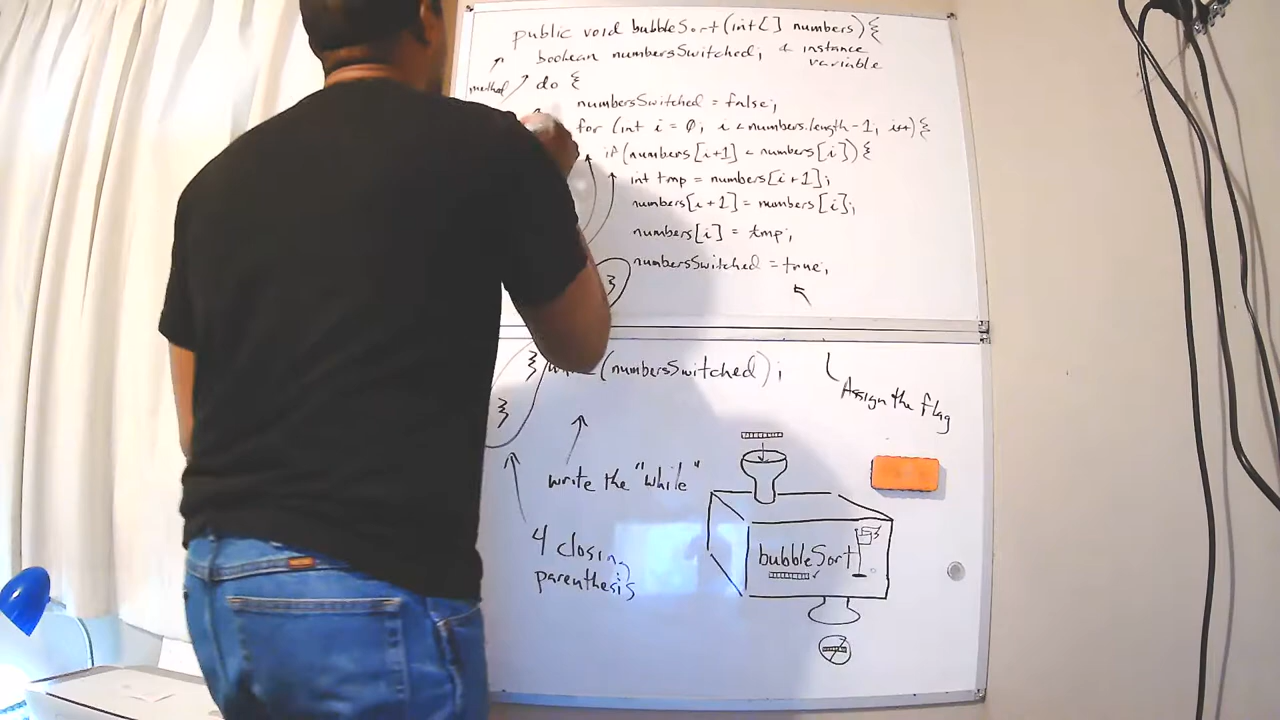 public void bubbleSort(int[] numbers){
boolean numbersSwitched; ← instance variable
method
do {
numbersSwitched = false;
for (int i = 0; i < numbers.length-1; i++){
if(numbers[i+1] < numbers[i]){
int tmp = numbers[i+1];
numbers[i+1] = numbers[i];
numbers[i] = tmp;
numbersSwitched = true;
}
} (numbersSwitched);
}
Assign the flag
write the "while"
4 closing
parenthesis
bubbleSort